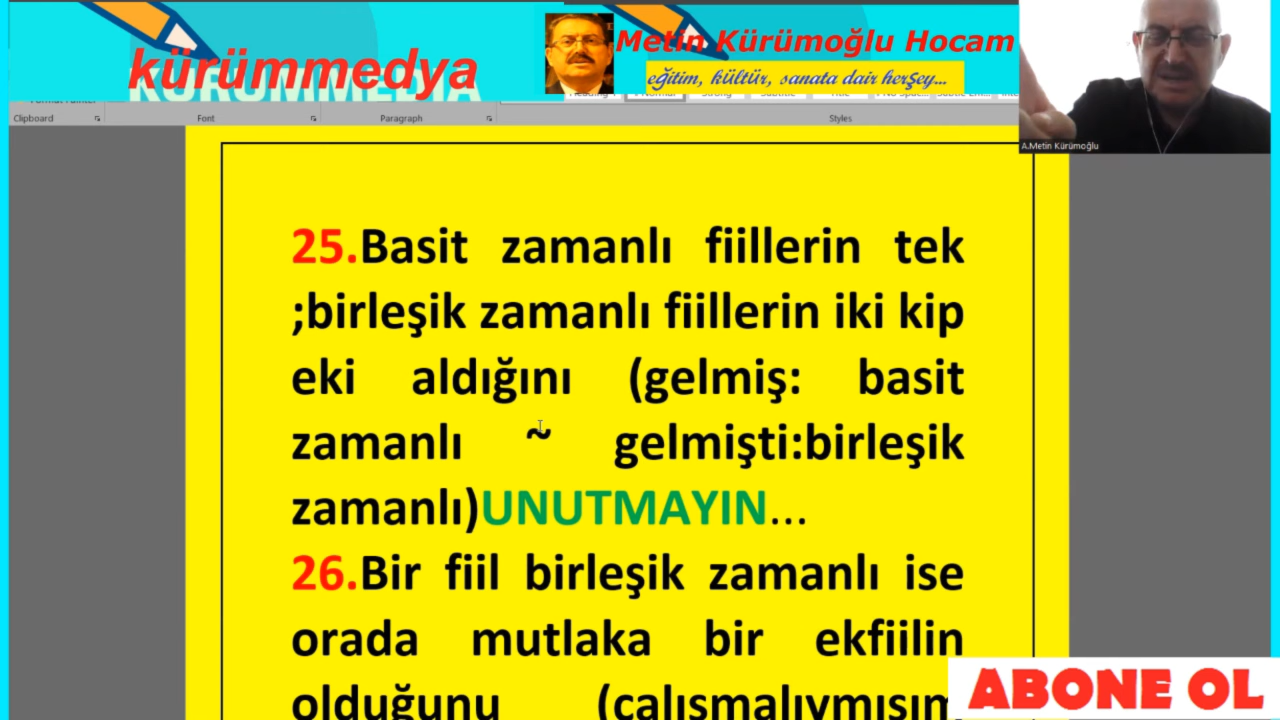 kürümmedya
Metin Kürümoğlu Hocam
eğitim, kültür, sanata dair herşey...
Clipboard
Font
Paragraph
Styles
A.Metin Kürümoğlu
25.Basit zamanlı fiillerin tek
;birleşik zamanlı fiillerin iki kip
eki aldığını (gelmiş: basit
zamanlı ~ gelmişti:birleşik
zamanlı)UNUTMAYIN...
26.Bir fiil birleşik zamanlı ise
orada mutlaka bir ekfiilin
olduğunu (çalışmalıymışım
ABONE OL